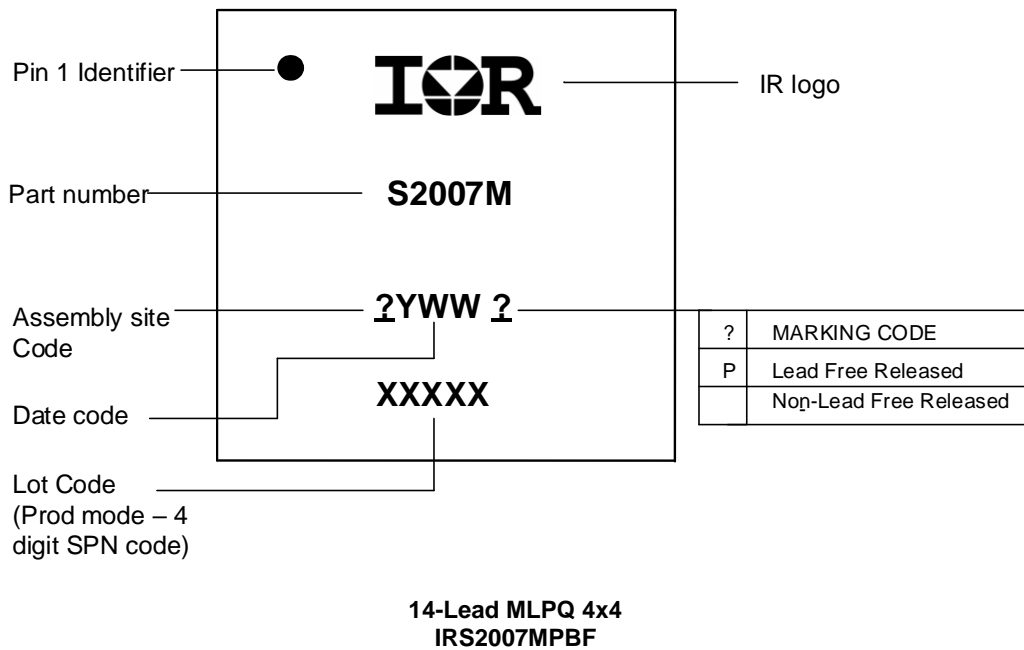 Pin 1 Identifier
IOR
IR logo
Part number
S2007M
Assembly site
Code
?YWW ?
? MARKING CODE
P Lead Free Released
Non-Lead Free Released
Date code
XXXXX
Lot Code
(Prod mode – 4
digit SPN code)
14-Lead MLPQ 4x4
IRS2007MPBF